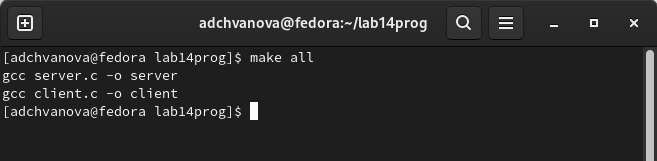 adchvanova@fedora:~/lab14prog
[adchvanova@fedora lab14prog]$ make all
gcc server.c -o server
gcc client.c -o client
[adchvanova@fedora lab14prog]$